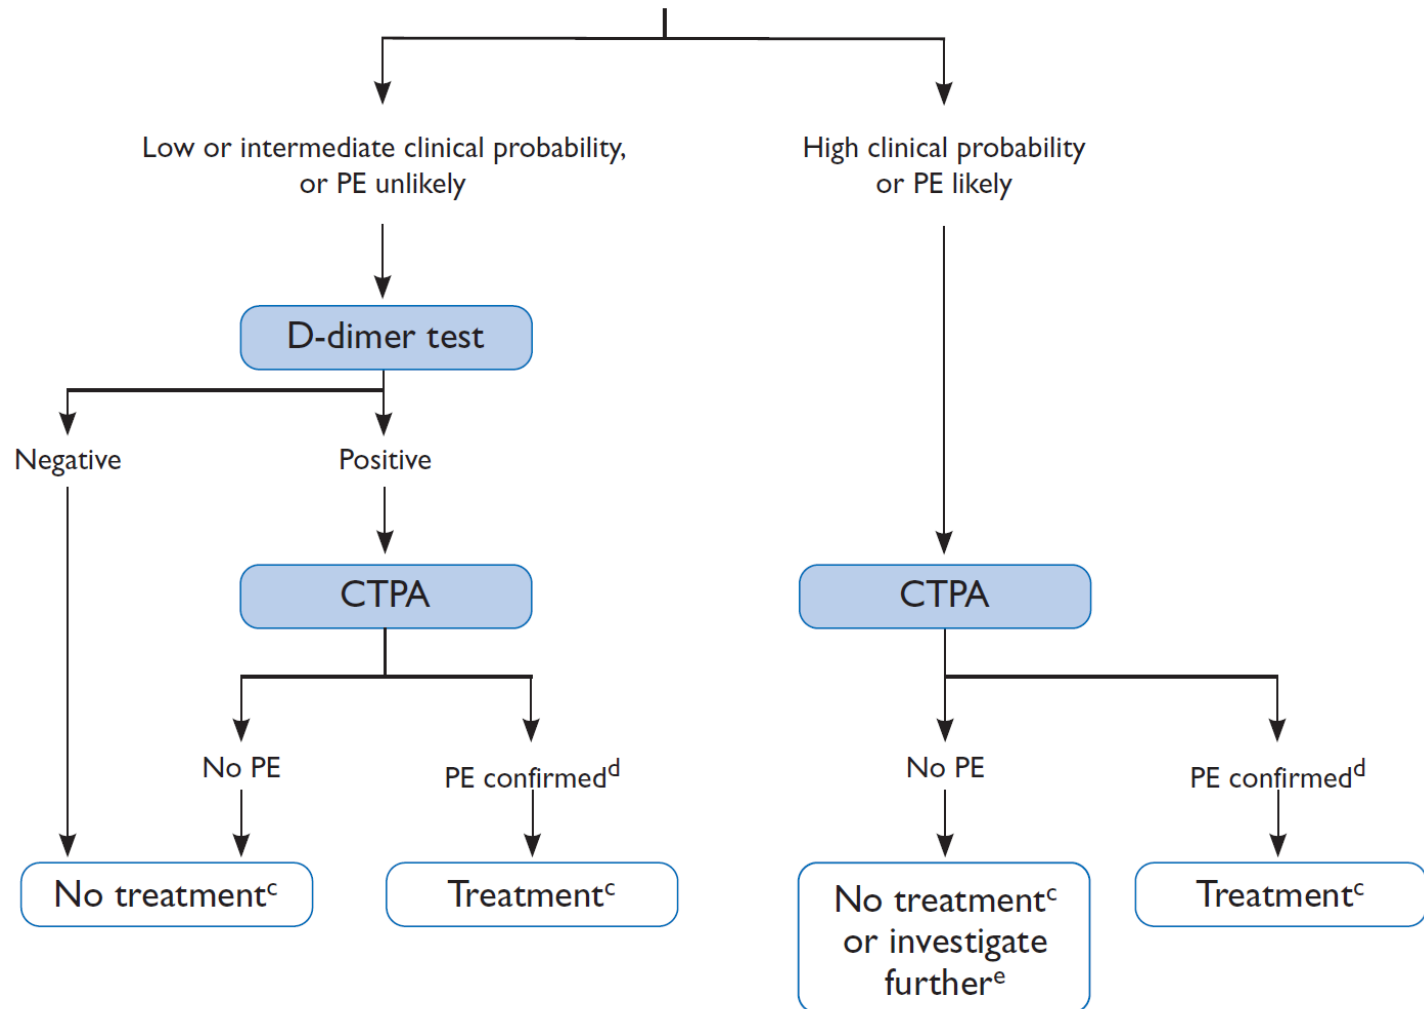 Low or intermediate clinical probability,
or PE unlikely
High clinical probability
or PE likely
D-dimer test
Negative
Positive
CTPA
CTPA
No PE
PE confirmedᵈ
No PE
PE confirmedᵈ
No treatmentᶜ
Treatmentᶜ
No treatmentᶜ
or investigate
furtherᵉ
Treatmentᶜ